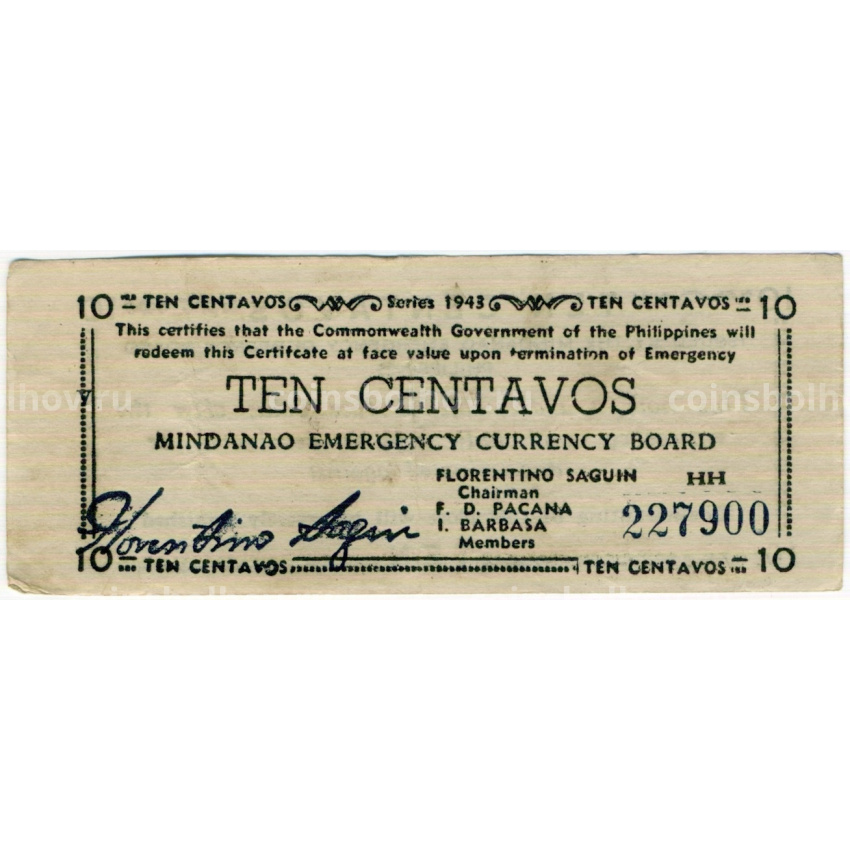 10 TEN CENTAVOS Series 1943 TEN CENTAVOS 10
This certifies that the Commonwealth Government of the Philippines will
redeem this Certifcate at face value upon termination of Emergency
TEN CENTAVOS
MINDANAO EMERGENCY CURRENCY BOARD
FLORENTINO SAGUIN HH
Chairman
F. D. PACANA
I. BARBASA
Members
227900
Florentino Saguin
10 TEN CENTAVOS TEN CENTAVOS 10
coinsbolhov.ru